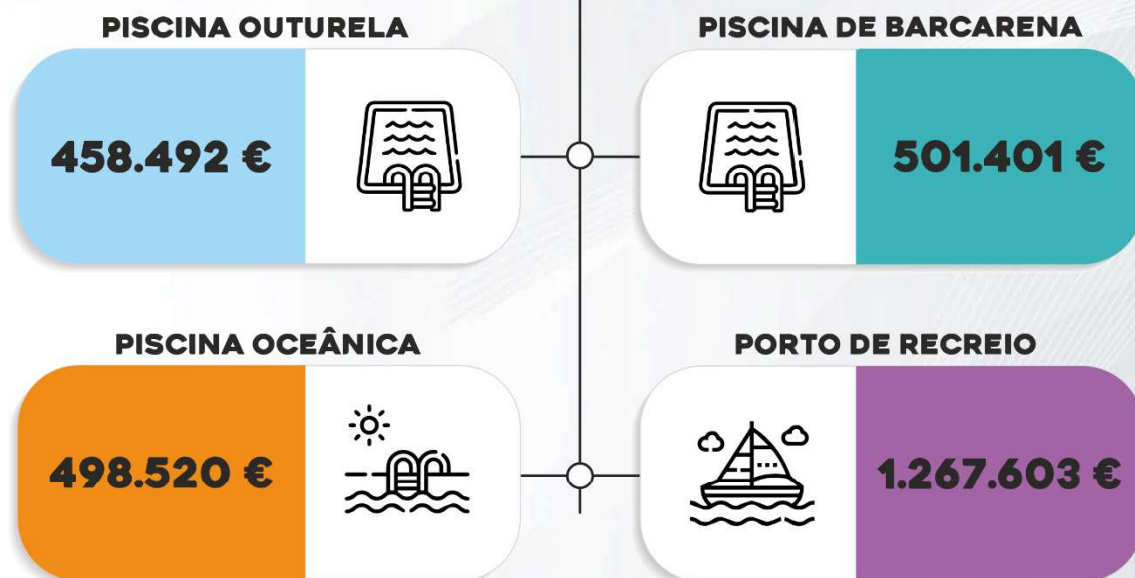 PISCINA OUTURELA
458.492 €
PISCINA DE BARCARENA
501.401 €
PISCINA OCEÂNICA
498.520 €
PORTO DE RECREIO
1.267.603 €